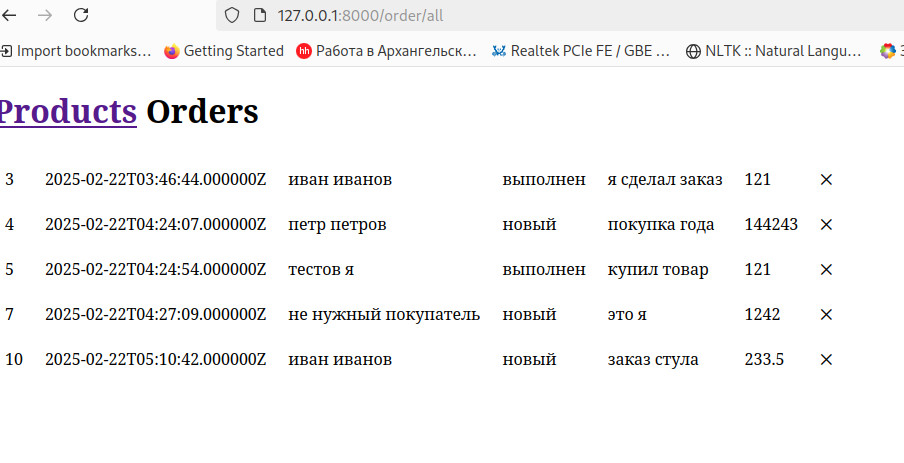 127.0.0.1:8000/order/all
Import bookmarks... Getting Started hh Работа в Архангельск... Realtek PCIe FE / GBE ... NLTK :: Natural Langu...
Products Orders
3 2025-02-22T03:46:44.000000Z иван иванов выполнен я сделал заказ 121 ×
4 2025-02-22T04:24:07.000000Z петр петров новый покупка года 144243 ×
5 2025-02-22T04:24:54.000000Z тестов я выполнен купил товар 121 ×
7 2025-02-22T04:27:09.000000Z не нужный покупатель новый это я 1242 ×
10 2025-02-22T05:10:42.000000Z иван иванов новый заказ стула 233.5 ×